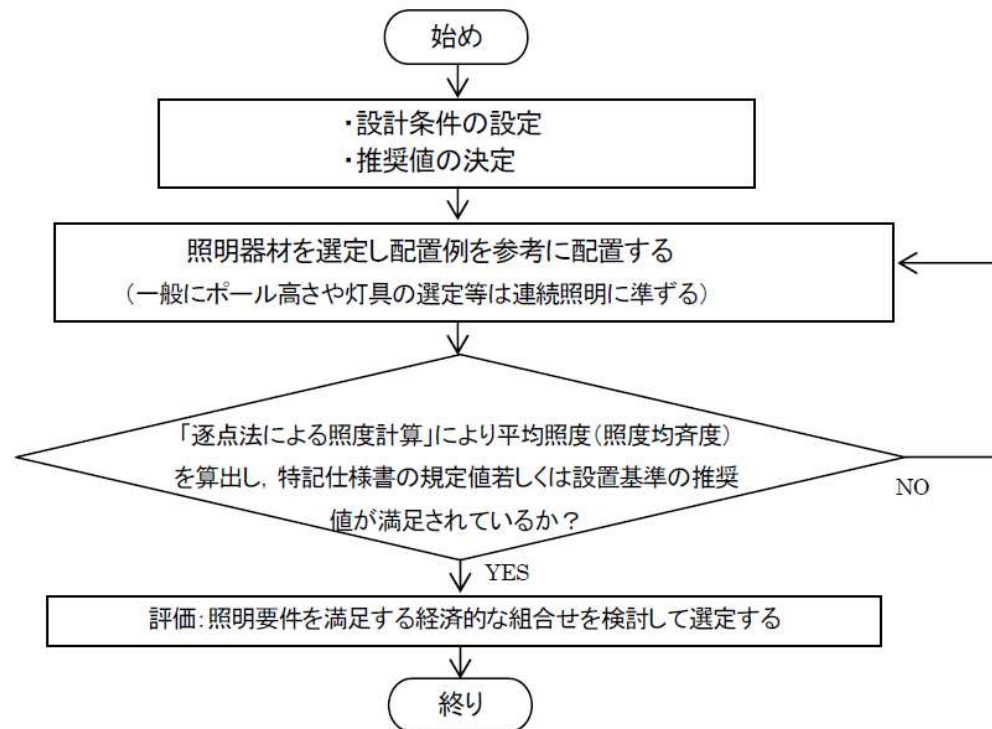 始め
・設計条件の設定
・推奨値の決定
照明器材を選定し配置例を参考に配置する
（一般にポール高さや灯具の選定等は連続照明に準ずる）
「逐点法による照度計算」により平均照度（照度均斉度）
を算出し，特記仕様書の規定値若しくは設置基準の推奨
値が満足されているか？
NO
YES
評価：照明要件を満足する経済的な組合せを検討して選定する
終り